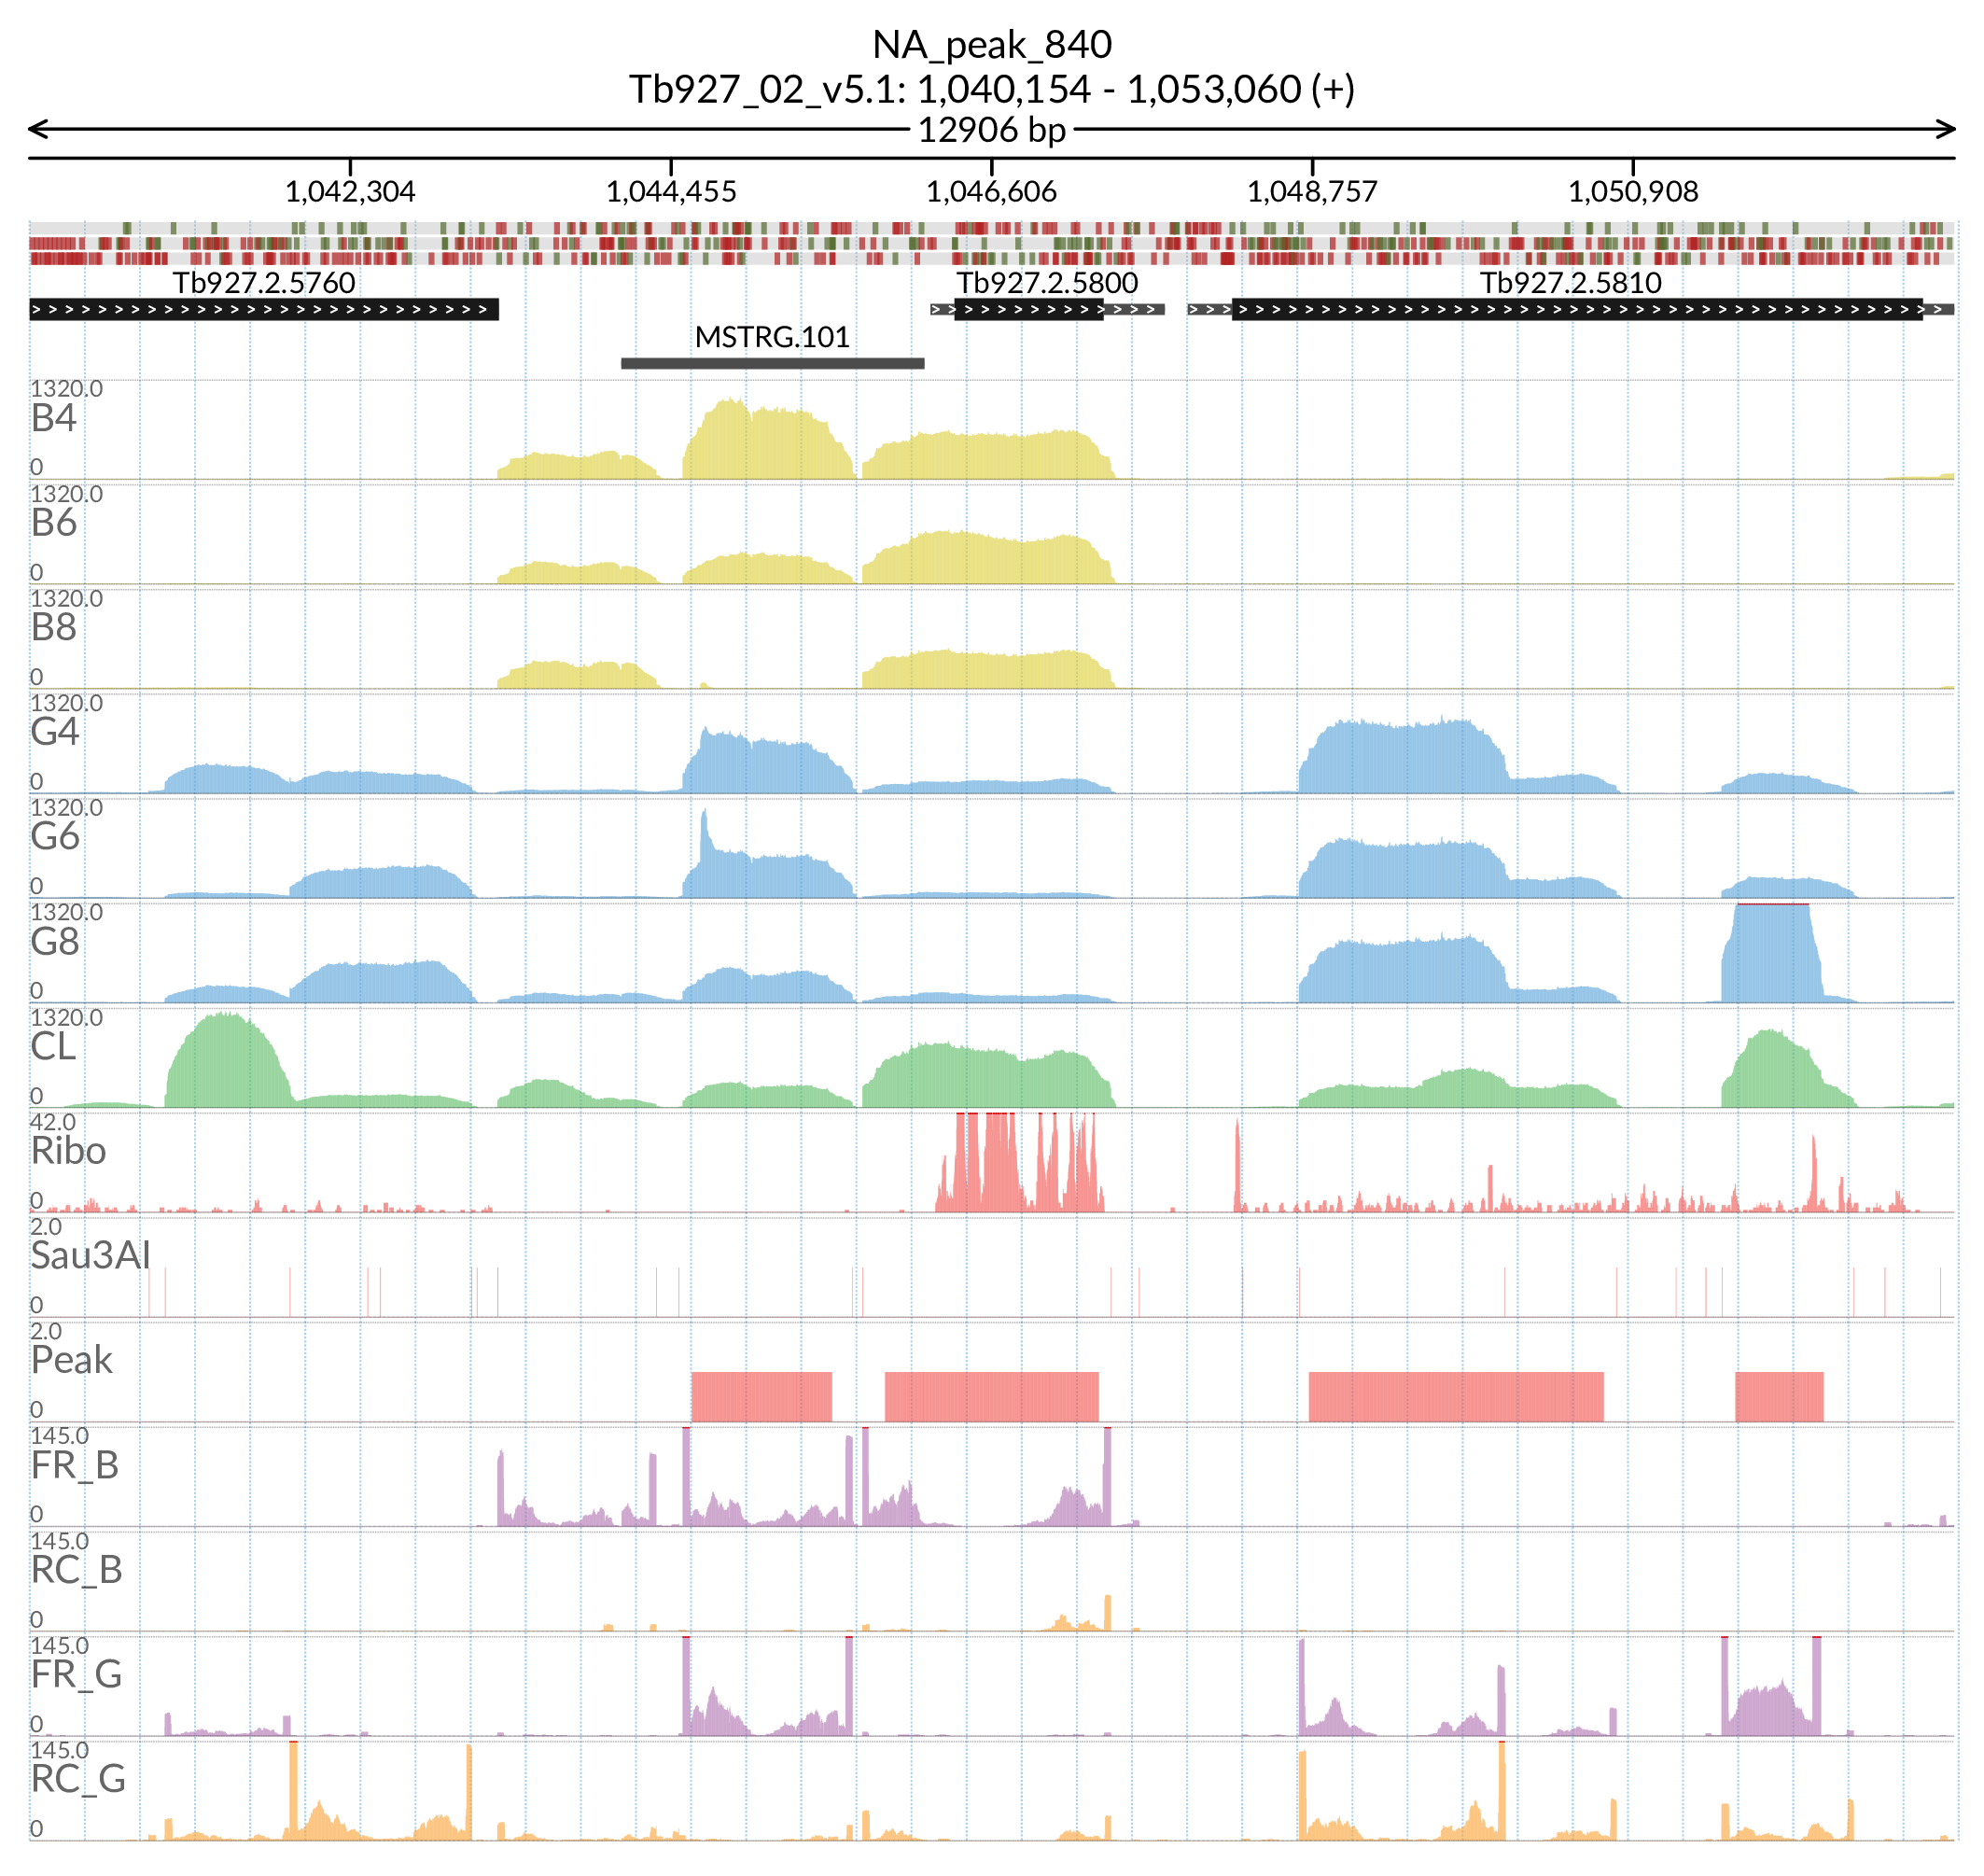 NA_peak_840
Tb927_02_v5.1: 1,040,154 - 1,053,060 (+)
12906 bp
1,042,304 1,044,455 1,046,606 1,048,757 1,050,908
Tb927.2.5760 Tb927.2.5800 Tb927.2.5810
MSTRG.101
1320.0
B4
0
1320.0
B6
0
1320.0
B8
0
1320.0
G4
0
1320.0
G6
0
1320.0
G8
0
1320.0
CL
0
42.0
Ribo
0
2.0
Sau3AI
0
2.0
Peak
0
145.0
FR_B
0
145.0
RC_B
0
145.0
FR_G
0
145.0
RC_G
0